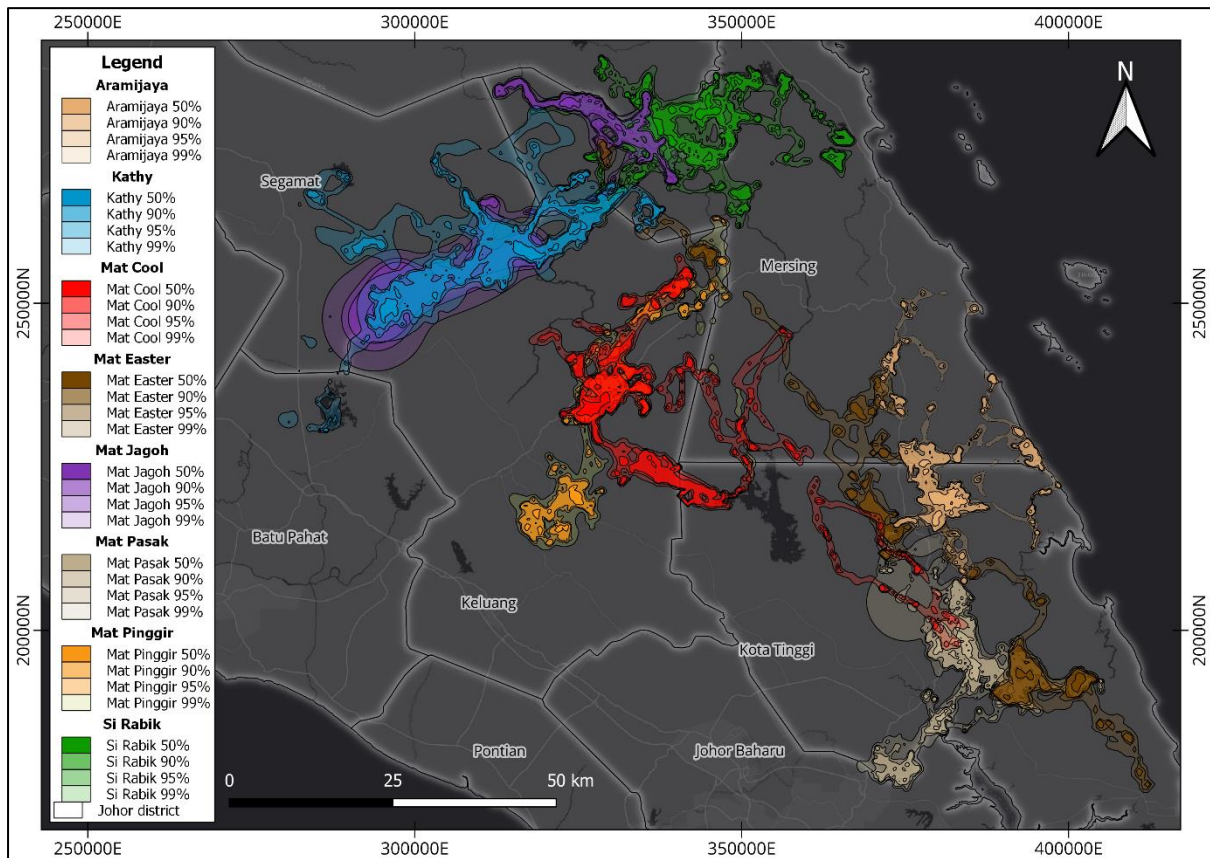 250000E 300000E 350000E 400000E
N
Legend
Aramijaya
Aramijaya 50%
Aramijaya 90%
Aramijaya 95%
Aramijaya 99%
Kathy
Kathy 50%
Kathy 90%
Kathy 95%
Kathy 99%
Mat Cool
Mat Cool 50%
Mat Cool 90%
Mat Cool 95%
Mat Cool 99%
Mat Easter
Mat Easter 50%
Mat Easter 90%
Mat Easter 95%
Mat Easter 99%
Mat Jagoh
Mat Jagoh 50%
Mat Jagoh 90%
Mat Jagoh 95%
Mat Jagoh 99%
Mat Pasak
Mat Pasak 50%
Mat Pasak 90%
Mat Pasak 95%
Mat Pasak 99%
Mat Pinggir
Mat Pinggir 50%
Mat Pinggir 90%
Mat Pinggir 95%
Mat Pinggir 99%
Si Rabik
Si Rabik 50%
Si Rabik 90%
Si Rabik 95%
Si Rabik 99%
Johor district
Segamat
Mersing
250000N
250000N
Batu Pahat
Keluang
200000N
200000N
Kota Tinggi
Pontian
Johor Baharu
0 25 50 km
250000E 300000E 350000E 400000E